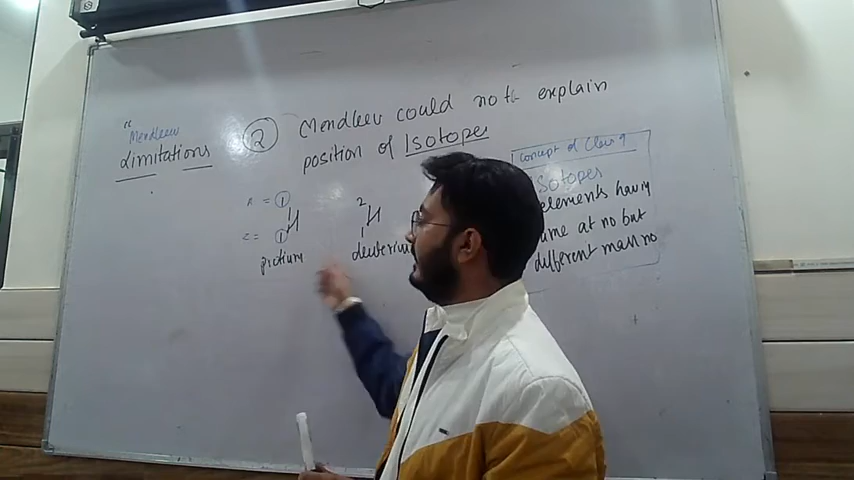 "Mendleev
Limitations
② Mendleev could not explain
position of Isotopes
A = ①
Z = ① H
protium
2
H
1
deuterium
concept of Class 9
Isotopes
elements having
same at no but
different mass no